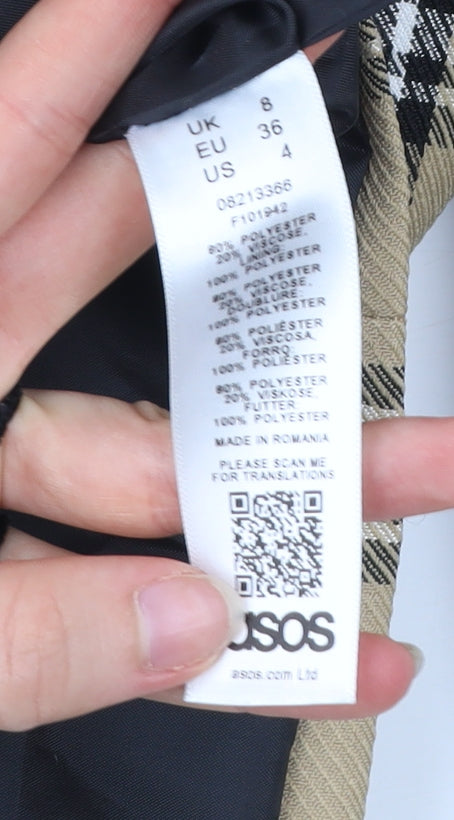 UK 8
EU 36
US 4
08213366
F101942
80% POLYESTER
20% VISCOSE,
LINING:
100% POLYESTER
80% POLYESTER
20% VISCOSE,
DOUBLURE:
100% POLYESTER
80% POLIÉSTER
20% VISCOSA,
FORRO:
100% POLIÉSTER
80% POLYESTER
20% VISKOSE,
FUTTER:
100% POLYESTER
MADE IN ROMANIA
PLEASE SCAN ME
FOR TRANSLATIONS
asos
asos.com Ltd